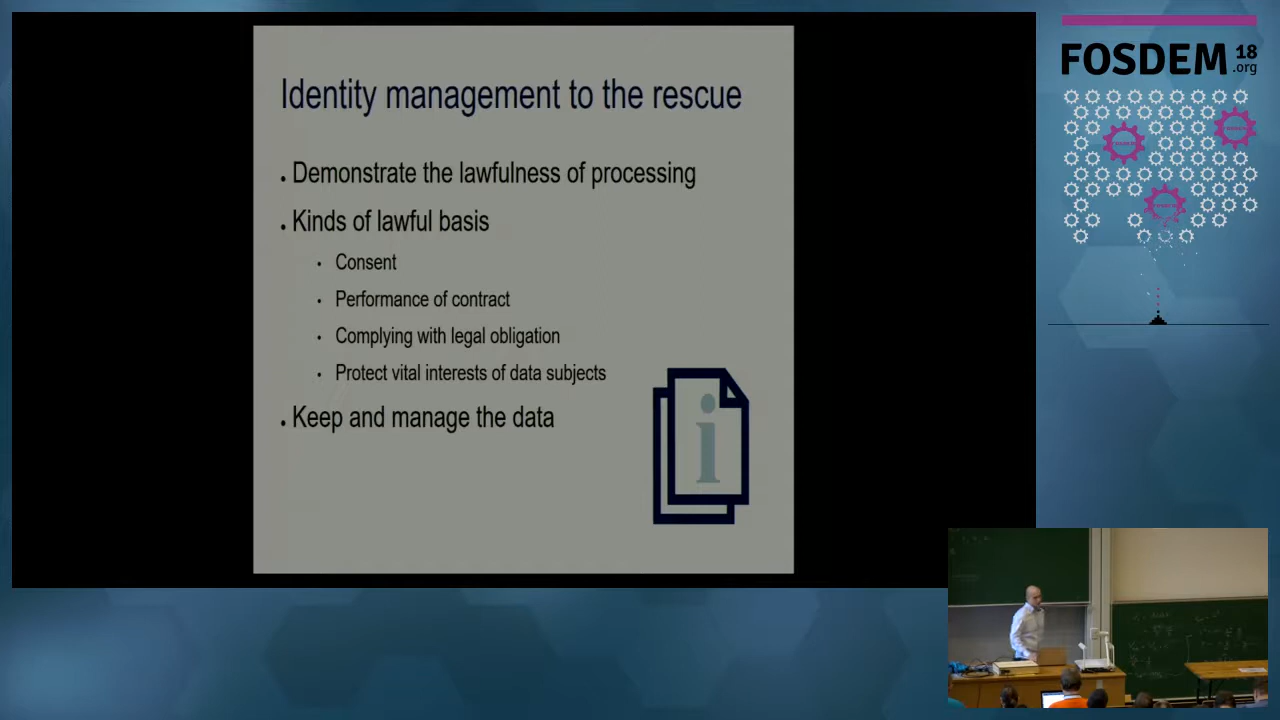 Identity management to the rescue
Demonstrate the lawfulness of processing
Kinds of lawful basis
Consent
Performance of contract
Complying with legal obligation
Protect vital interests of data subjects
Keep and manage the data
i
FOSDEM 18
.org